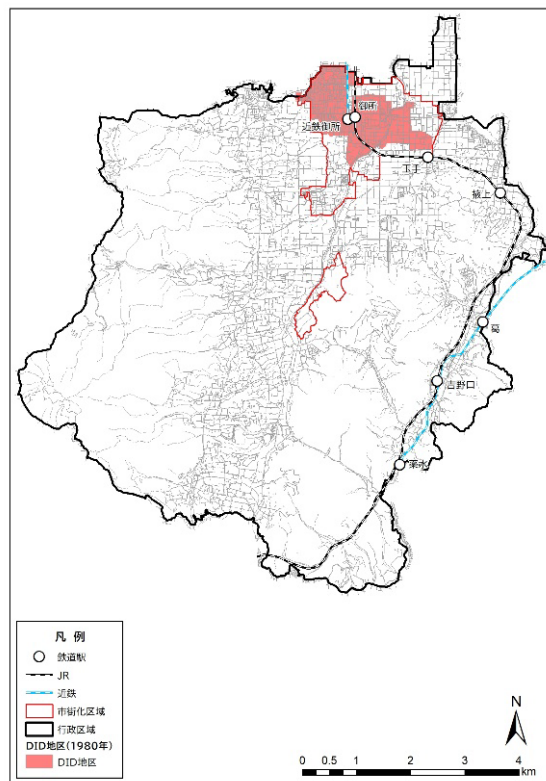 御所
近鉄御所
玉手
掖上
葛
吉野口
薬水
凡 例
鉄道駅
JR
近鉄
市街化区域
行政区域
DID地区(1980年)
DID地区
N
0 0.5 1 2 3 4
km